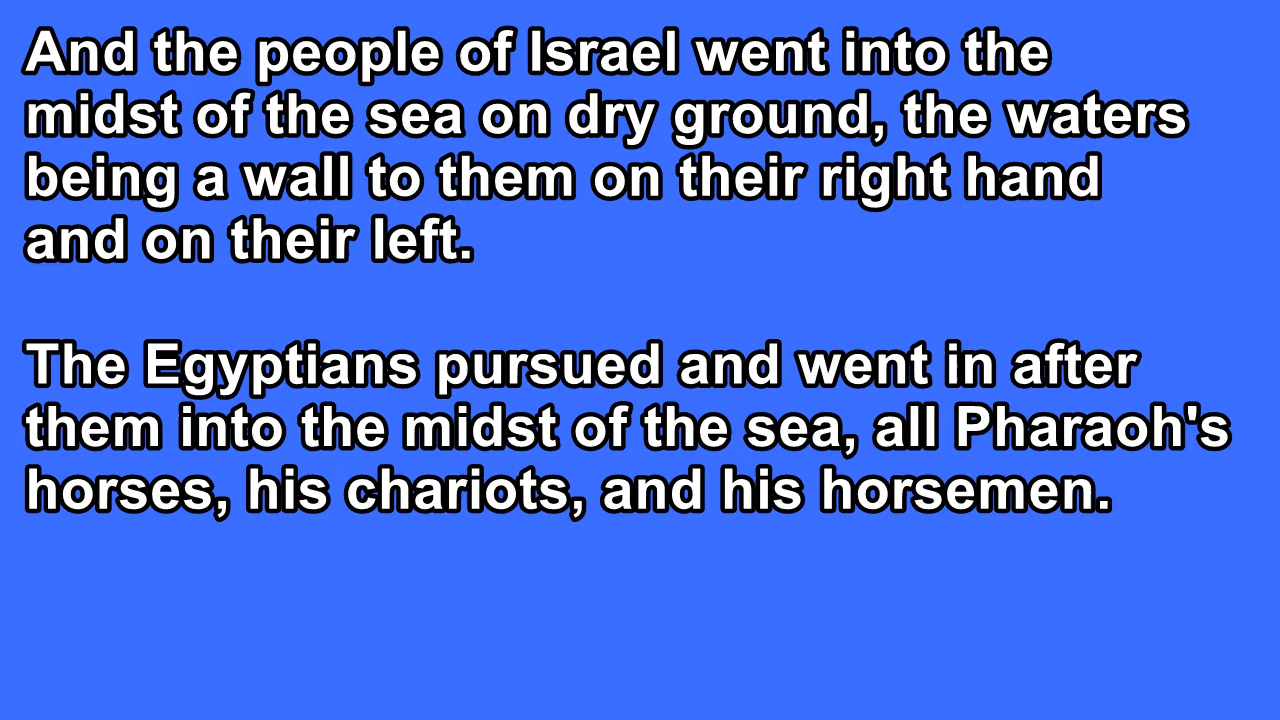 And the people of Israel went into the
midst of the sea on dry ground, the waters
being a wall to them on their right hand
and on their left.
The Egyptians pursued and went in after
them into the midst of the sea, all Pharaoh's
horses, his chariots, and his horsemen.